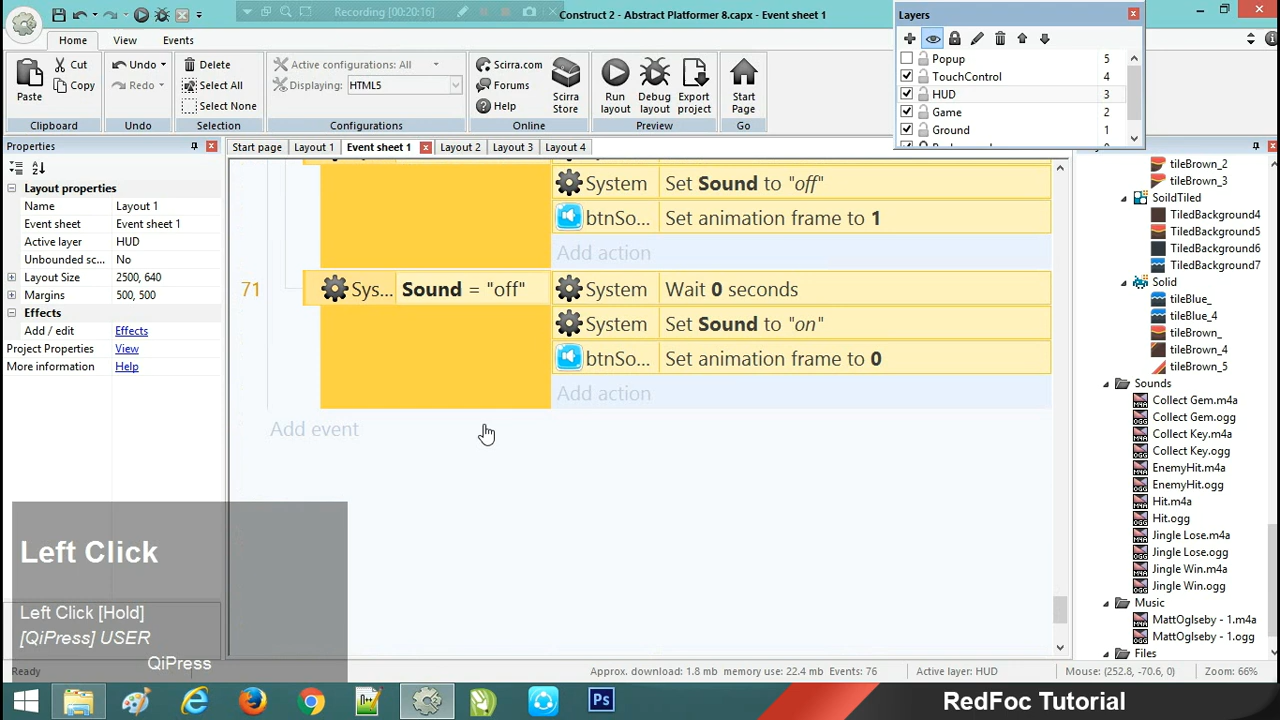 Recording [00:20:16]
Construct 2 - Abstract Platformer 8.capx - Event sheet 1
Layers
Home
View
Events
Popup 5
TouchControl 4
HUD 3
Game 2
Ground 1
Paste
Cut
Copy
Clipboard
Undo
Redo
Undo
Delete
Select All
Select None
Selection
Active configurations: All
Displaying: HTML5
Configurations
Scirra.com
Forums
Help
Scirra Store
Online
Run layout
Debug layout
Export project
Preview
Start Page
Go
Properties
Start page
Layout 1
Event sheet 1
Layout 2
Layout 3
Layout 4
Layout properties
Name Layout 1
Event sheet Event sheet 1
Active layer HUD
Unbounded sc... No
Layout Size 2500, 640
Margins 500, 500
Effects
Add / edit Effects
Project Properties View
More information Help
System Set Sound to "off"
btnSo... Set animation frame to 1
Add action
71 Sys... Sound = "off" System Wait 0 seconds
System Set Sound to "on"
btnSo... Set animation frame to 0
Add action
Add event
tileBrown_2
tileBrown_3
SoildTiled
TiledBackground4
TiledBackground5
TiledBackground6
TiledBackground7
Solid
tileBlue_
tileBlue_4
tileBrown_
tileBrown_4
tileBrown_5
Sounds
Collect Gem.m4a
Collect Gem.ogg
Collect Key.m4a
Collect Key.ogg
EnemyHit.m4a
EnemyHit.ogg
Hit.m4a
Hit.ogg
Jingle Lose.m4a
Jingle Lose.ogg
Jingle Win.m4a
Jingle Win.ogg
Music
MattOglseby - 1.m4a
MattOglseby - 1.ogg
Files
Left Click
Left Click [Hold]
[QiPress] USER
QiPress
Ready
Approx. download: 1.8 mb memory use: 22.4 mb Events: 76
Active layer: HUD
Mouse: (252.8, -70.6, 0)
Zoom: 66%
Ps
RedFoc Tutorial